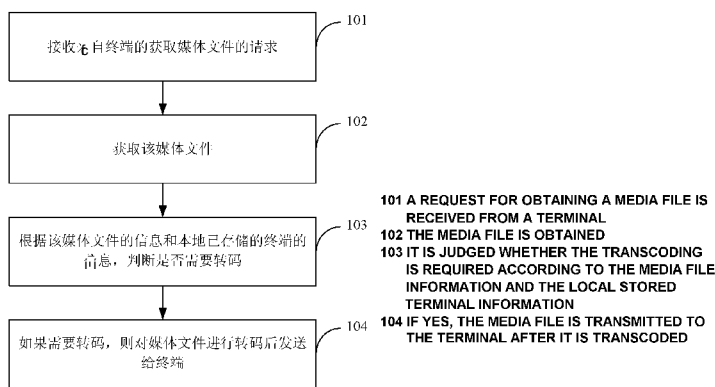 接收来自终端的获取媒体文件的请求
101
获取该媒体文件
102
根据该媒体文件的信息和本地已存储的终端的
信息，判断是否需要转码
103
如果需要转码，则对媒体文件进行转码后发送
给终端
104
101 A REQUEST FOR OBTAINING A MEDIA FILE IS
RECEIVED FROM A TERMINAL
102 THE MEDIA FILE IS OBTAINED
103 IT IS JUDGED WHETHER THE TRANSCODING
IS REQUIRED ACCORDING TO THE MEDIA FILE
INFORMATION AND THE LOCAL STORED
TERMINAL INFORMATION
104 IF YES, THE MEDIA FILE IS TRANSMITTED TO
THE TERMINAL AFTER IT IS TRANSCODED